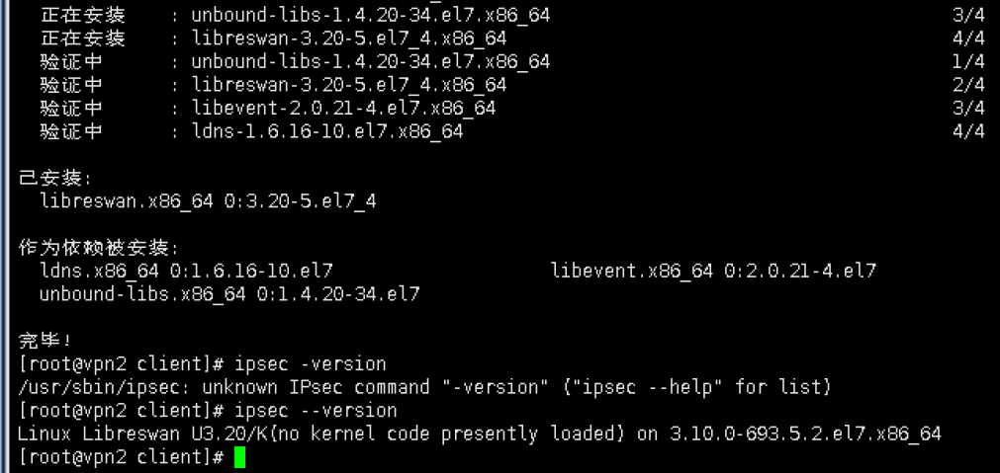 正在安装    : unbound-libs-1.4.20-34.el7.x86_64    3/4
正在安装    : libreswan-3.20-5.el7_4.x86_64    4/4
验证中      : unbound-libs-1.4.20-34.el7.x86_64    1/4
验证中      : libreswan-3.20-5.el7_4.x86_64    2/4
验证中      : libevent-2.0.21-4.el7.x86_64    3/4
验证中      : ldns-1.6.16-10.el7.x86_64    4/4
已安装:
libreswan.x86_64 0:3.20-5.el7_4
作为依赖被安装:
ldns.x86_64 0:1.6.16-10.el7    libevent.x86_64 0:2.0.21-4.el7
unbound-libs.x86_64 0:1.4.20-34.el7
完毕!
[root@vpn2 client]# ipsec -version
/usr/sbin/ipsec: unknown IPsec command "-version" ("ipsec --help" for list)
[root@vpn2 client]# ipsec --version
Linux Libreswan U3.20/K(no kernel code presently loaded) on 3.10.0-693.5.2.el7.x86_64
[root@vpn2 client]#